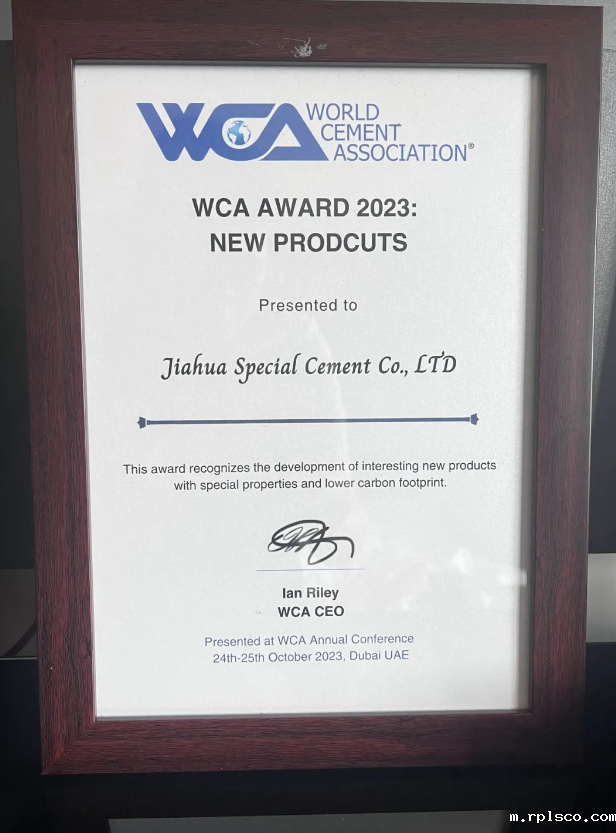 WCA WORLD
CEMENT
ASSOCIATION®
WCA AWARD 2023:
NEW PRODCUTS
Presented to
Jiahua Special Cement Co., LTD
This award recognizes the development of interesting new products
with special properties and lower carbon footprint.
Ian Riley
WCA CEO
Presented at WCA Annual Conference
24th-25th October 2023, Dubai UAE
m.rplsco.com